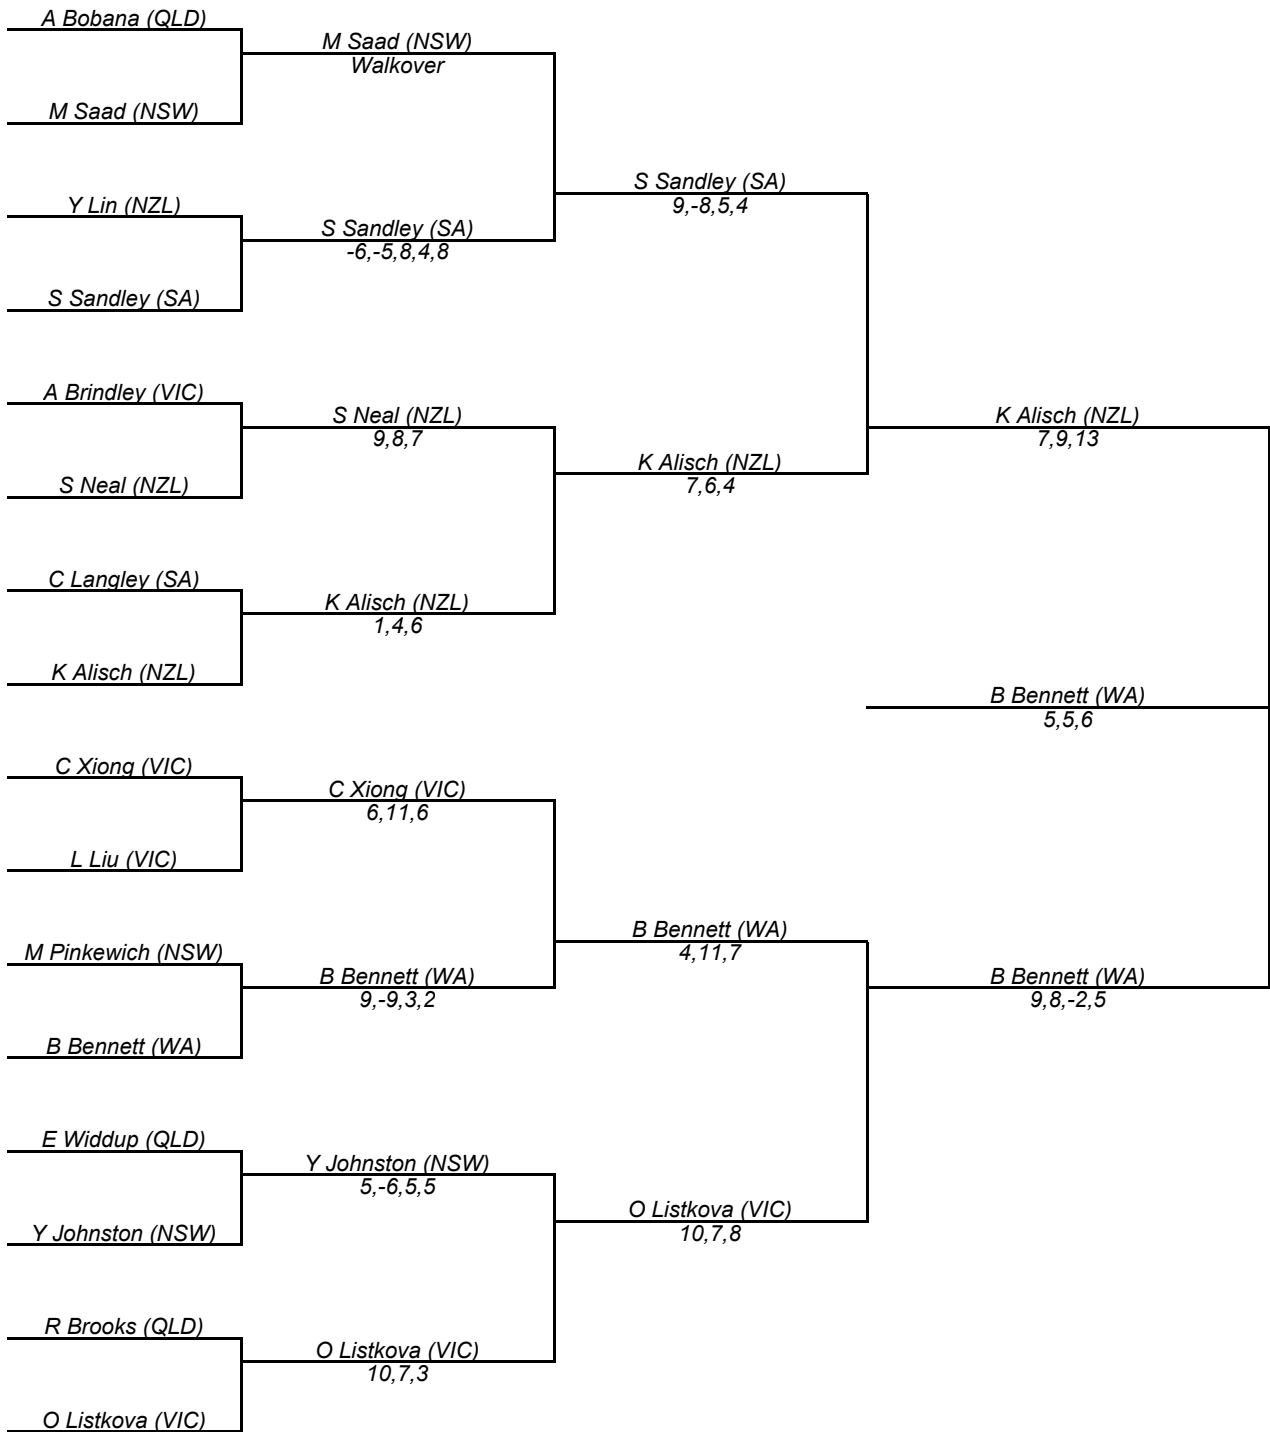 A Bobana (QLD)
M Saad (NSW)
Walkover
M Saad (NSW)
S Sandley (SA)
9,-8,5,4
Y Lin (NZL)
S Sandley (SA)
-6,-5,8,4,8
S Sandley (SA)
A Brindley (VIC)
S Neal (NZL)
9,8,7
K Alisch (NZL)
7,9,13
K Alisch (NZL)
7,6,4
S Neal (NZL)
C Langley (SA)
K Alisch (NZL)
1,4,6
K Alisch (NZL)
B Bennett (WA)
5,5,6
C Xiong (VIC)
C Xiong (VIC)
6,11,6
L Liu (VIC)
B Bennett (WA)
4,11,7
M Pinkewich (NSW)
B Bennett (WA)
9,-9,3,2
B Bennett (WA)
9,8,-2,5
B Bennett (WA)
E Widdup (QLD)
Y Johnston (NSW)
5,-6,5,5
O Listkova (VIC)
10,7,8
Y Johnston (NSW)
R Brooks (QLD)
O Listkova (VIC)
10,7,3
O Listkova (VIC)